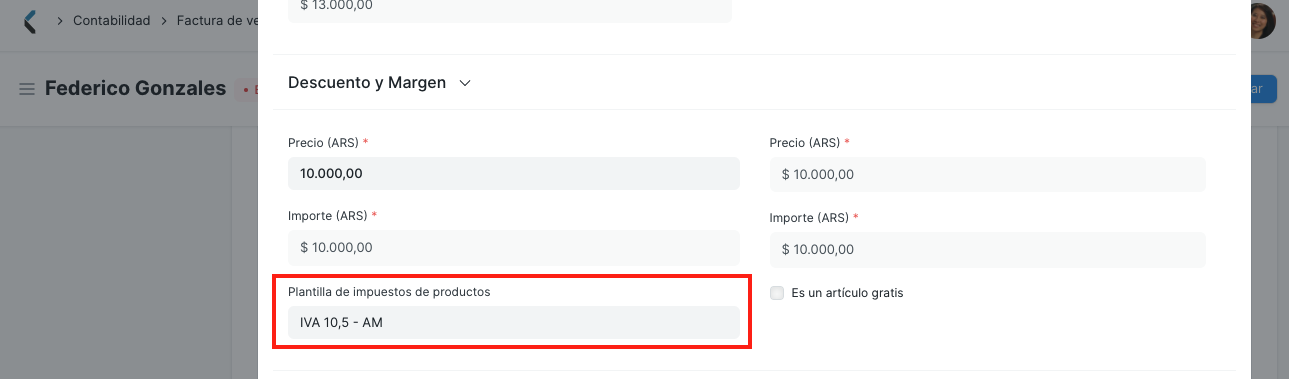 $ 13.000,00
Contabilidad
Factura de ve
Federico Gonzales
ar
Descuento y Margen
Precio (ARS) *
10.000,00
Precio (ARS) *
$ 10.000,00
Importe (ARS) *
$ 10.000,00
Importe (ARS) *
$ 10.000,00
Plantilla de impuestos de productos
IVA 10,5 - AM
Es un artículo gratis